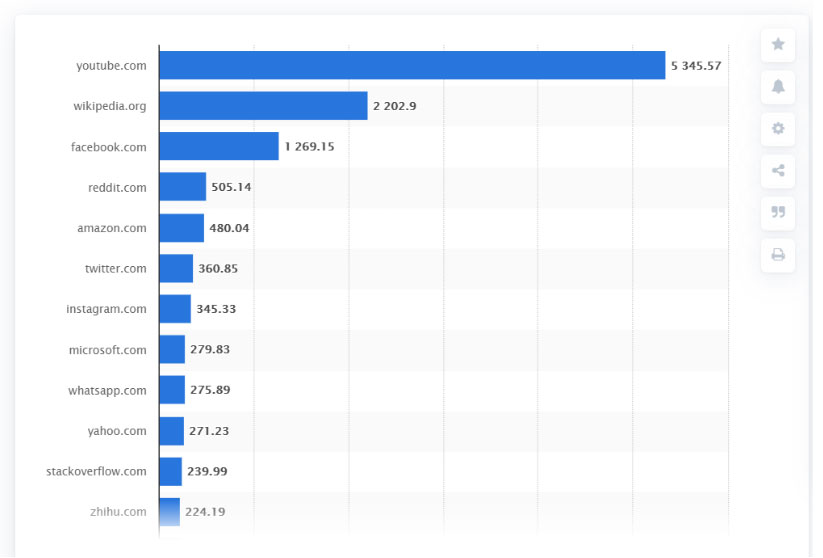 youtube.com 5 345.57
wikipedia.org 2 202.9
facebook.com 1 269.15
reddit.com 505.14
amazon.com 480.04
twitter.com 360.85
instagram.com 345.33
microsoft.com 279.83
whatsapp.com 275.89
yahoo.com 271.23
stackoverflow.com 239.99
zhihu.com 224.19